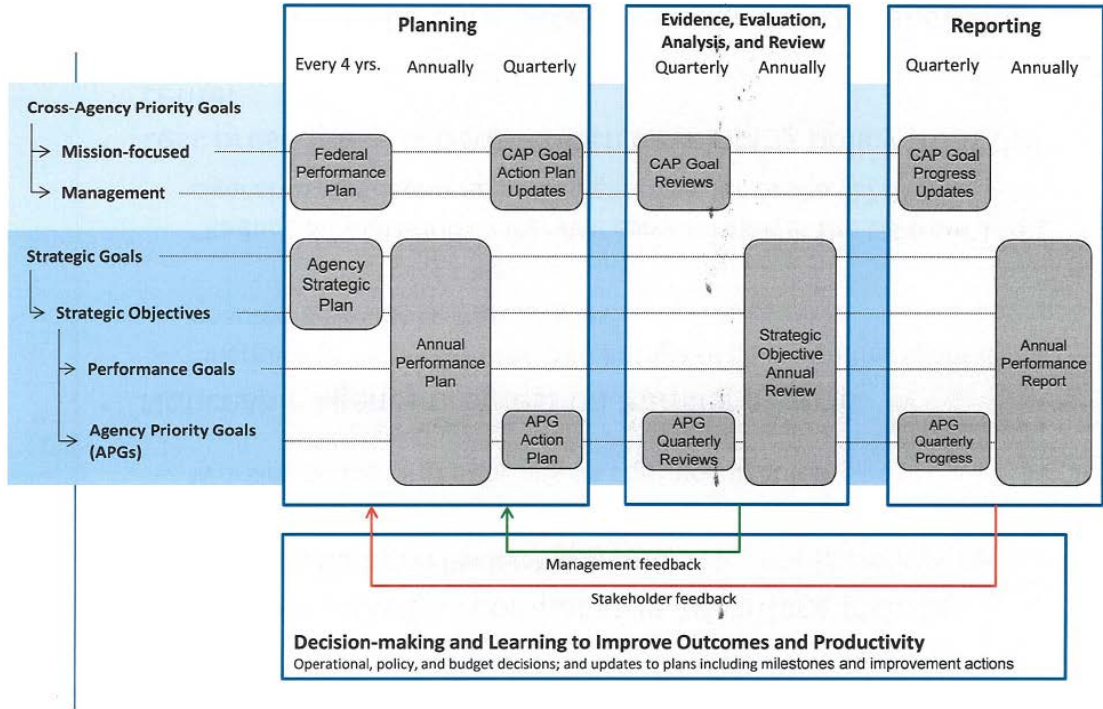 Planning
Evidence, Evaluation,
Analysis, and Review
Reporting
Every 4 yrs.
Annually
Quarterly
Quarterly
Annually
Quarterly
Annually
Cross-Agency Priority Goals
Mission-focused
Management
Federal
Performance
Plan
CAP Goal
Action Plan
Updates
CAP Goal
Reviews
CAP Goal
Progress
Updates
Strategic Goals
Strategic Objectives
Performance Goals
Agency Priority Goals
(APGs)
Agency
Strategic
Plan
Annual
Performance
Plan
APG
Action
Plan
APG
Quarterly
Reviews
Strategic
Objective
Annual
Review
APG
Quarterly
Progress
Annual
Performance
Report
Management feedback
Stakeholder feedback
Decision-making and Learning to Improve Outcomes and Productivity
Operational, policy, and budget decisions; and updates to plans including milestones and improvement actions